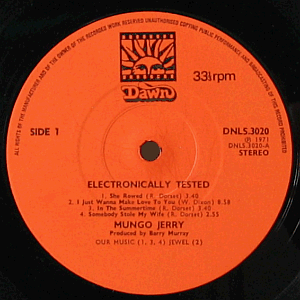 ALL RIGHTS OF THE MANUFACTURER AND OF THE OWNER OF THE RECORDED WORK RESERVED UNAUTHORISED COPYING PUBLIC PERFORMANCE AND BROADCASTING OF THIS RECORD PROHIBITED
Dawn
33⅓rpm
SIDE 1
DNLS.3020
℗ 1971
DNLS.3020-A
STEREO
ELECTRONICALLY TESTED
1. She Rowed (R. Dorset) 3.40
2. I Just Wanna Make Love To You (W. Dixon) 8.58
3. In the Summertime (R. Dorset) 3.40
4. Somebody Stole My Wife (R. Dorset) 2.55
MUNGO JERRY
Produced by Barry Murray
OUR MUSIC (1, 3, 4) JEWEL (2)